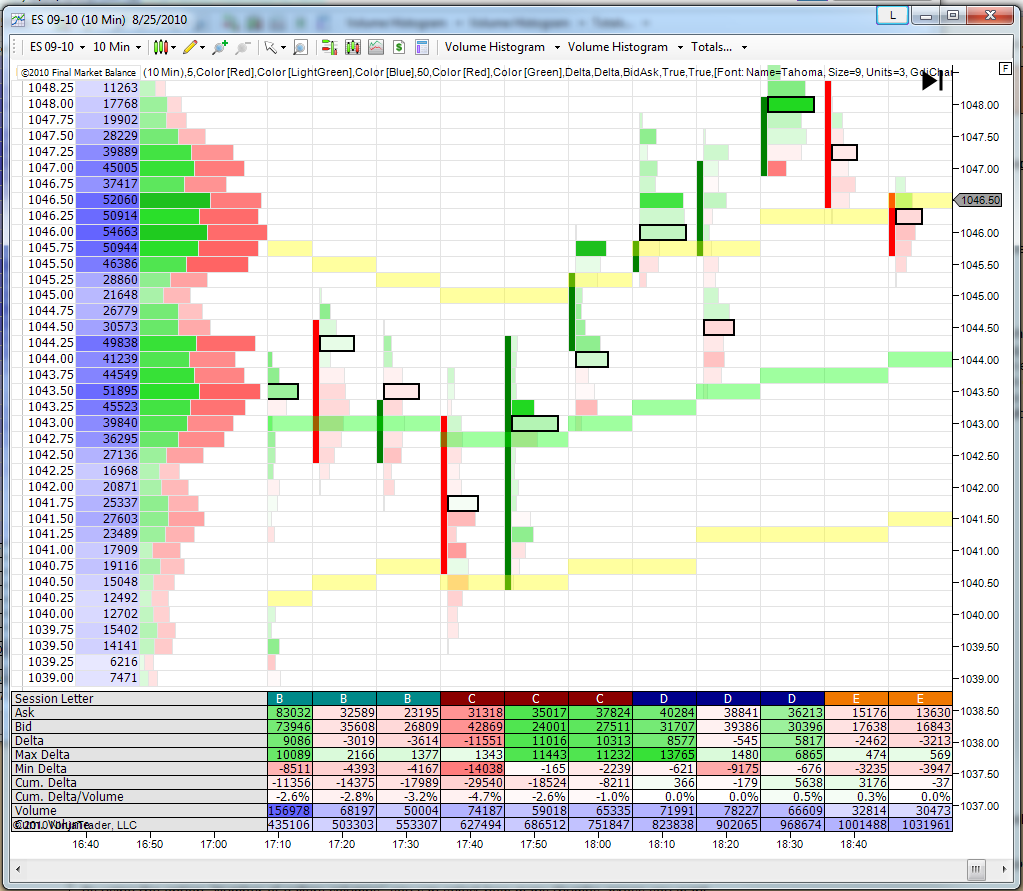 ES 09-10 (10 Min) 8/25/2010
L
ES 09-10 10 Min $ Volume Histogram Volume Histogram Totals...
©2010 Final Market Balance (10 Min),5,Color [Red],Color [LightGreen],Color [Blue],50,Color [Red],Color [Green],Delta,Delta,BidAsk,True,True,[Font: Name=Tahoma, Size=9, Units=3, GdiChar
F
1048.25 11263
1048.00 17768 1048.00
1047.75 19902
1047.50 28229 1047.50
1047.25 39889
1047.00 45005 1047.00
1046.75 37417
1046.50 52060 1046.50
1046.25 50914
1046.00 54663 1046.00
1045.75 50944
1045.50 46386 1045.50
1045.25 28860
1045.00 21648 1045.00
1044.75 26779
1044.50 30573 1044.50
1044.25 49838
1044.00 41239 1044.00
1043.75 44549
1043.50 51895 1043.50
1043.25 45523
1043.00 39840 1043.00
1042.75 36295
1042.50 27136 1042.50
1042.25 16968
1042.00 20871 1042.00
1041.75 25337
1041.50 27603 1041.50
1041.25 23489
1041.00 17909 1041.00
1040.75 19116
1040.50 15048 1040.50
1040.25 12492
1040.00 12702 1040.00
1039.75 15402
1039.50 14141 1039.50
1039.25 6216
1039.00 7471 1039.00
Session Letter B B B C C C D D D E E
1038.50
Ask 83032 32589 23195 31318 35017 37824 40284 38841 36213 15176 13630
Bid 73946 35608 26809 42869 24001 27511 31707 39386 30396 17638 16843
Delta 9086 -3019 -3614 -11551 11016 10313 8577 -545 5817 -2462 -3213
1038.00
Max Delta 10089 2166 1377 1343 11443 11232 13765 1480 6865 474 569
Min Delta -8511 -4393 -4167 -14038 -165 -2239 -621 -9175 -676 -3235 -3947
1037.50
Cum. Delta -11356 -14375 -17989 -29540 -18524 -8211 366 -179 5638 3176 -37
Cum. Delta/Volume -2.6% -2.8% -3.2% -4.7% -2.6% -1.0% 0.0% 0.0% 0.5% 0.3% 0.0%
Volume 156978 68197 50004 74187 59018 65335 71991 78227 66609 32814 30473
1037.00
Cum. Volume 435106 503303 553307 627494 686512 751847 823838 902065 968674 1001488 1031961
©2010 NinjaTrader, LLC
16:40 16:50 17:00 17:10 17:20 17:30 17:40 17:50 18:10 18:20 18:30 18:40